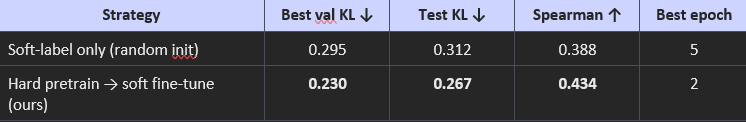 Strategy Best val KL ↓ Test KL ↓ Spearman ↑ Best epoch
Soft-label only (random init) 0.295 0.312 0.388 5
Hard pretrain → soft fine-tune 0.230 0.267 0.434 2
(ours)